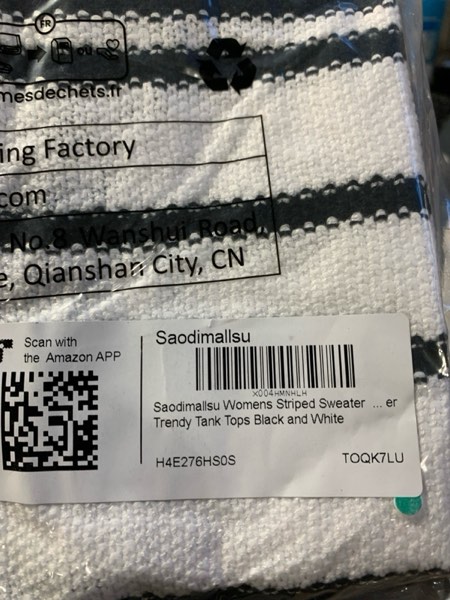 FR
ou
mesdechets.fr
ing Factory
com
No.8 Wanshui Road,
e, Qianshan City, CN
Scan with
the Amazon APP
Saodimallsu
X004HMNHLH
Saodimallsu Womens Striped Sweater ... er
Trendy Tank Tops Black and White
H4E276HS0S
TOQK7LU